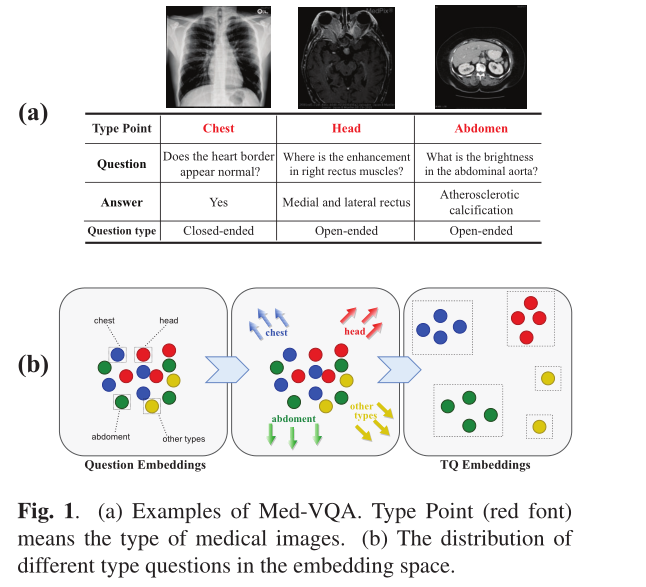 (a)
Type Point Chest Head Abdomen
Question Does the heart border appear normal? Where is the enhancement in right rectus muscles? What is the brightness in the abdominal aorta?
Answer Yes Medial and lateral rectus Atherosclerotic calcification
Question type Closed-ended Open-ended Open-ended
(b)
chest
head
abdoment
other types
Question Embeddings
chest
head
abdoment
other
types
TQ Embeddings
Fig. 1. (a) Examples of Med-VQA. Type Point (red font)
means the type of medical images. (b) The distribution of
different type questions in the embedding space.